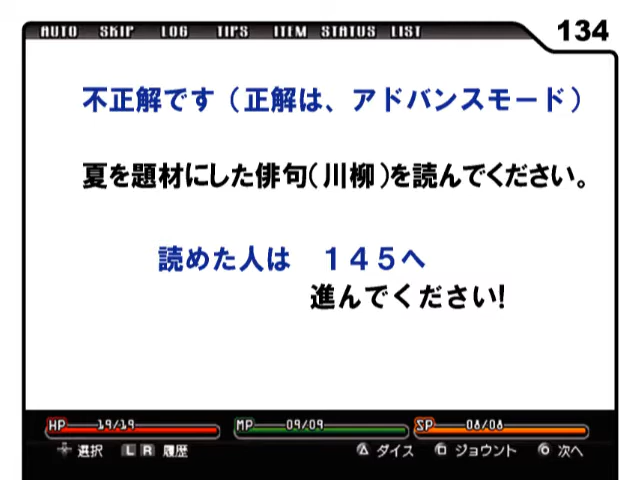 AUTO SKIP LOG TIPS ITEM STATUS LIST 134
不正解です（正解は、アドバンスモード）
夏を題材にした俳句(川柳)を読んでください。
読めた人は　１４５へ
進んでください!
HP 19/19 MP 09/09 SP 08/08
選択 L R 履歴 ダイス ジョウント 次へ